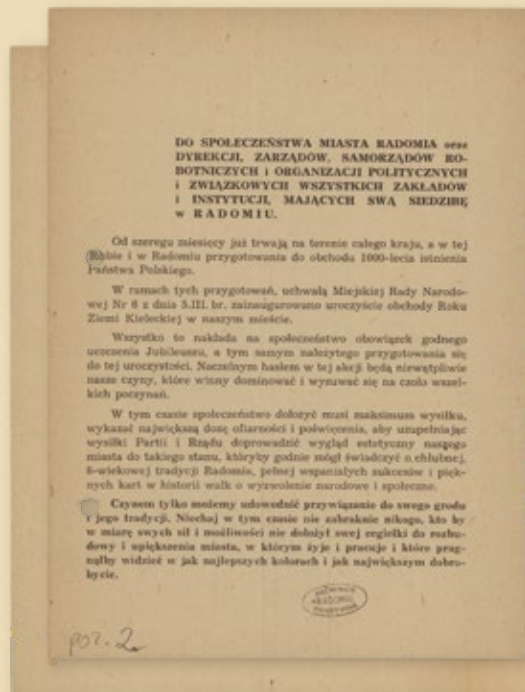 DO SPOŁECZEŃSTWA MIASTA RADOMIA oraz
DYREKCJI, ZARZĄDÓW, SAMORZĄDÓW RO-
BOTNICZYCH i ORGANIZACJI POLITYCZNYCH
i ZWIĄZKOWYCH WSZYSTKICH ZAKŁADÓW
i INSTYTUCJI, MAJĄCYCH SWĄ SIEDZIBĘ
w RADOMIU.
Od szeregu miesięcy już trwają na terenie całego kraju, a w tej
liczbie i w Radomiu przygotowania do obchodu 1000-lecia istnienia
Państwa Polskiego.
W ramach tych przygotowań, uchwałą Miejskiej Rady Narodo-
wej Nr 6 z dnia 5.III. br. zainaugurowano uroczyście obchody Roku
Ziemi Kieleckiej w naszym mieście.
Wszystko to nakłada na społeczeństwo obowiązek godnego
uczczenia Jubileuszu, a tym samym należytego przygotowania się
do tej uroczystości. Naczelnym hasłem w tej akcji będą niewątpliwie
nasze czyny, które winny dominować i wysuwać się na czoło wszel-
kich poczynań.
W tym czasie społeczeństwo dołożyć musi maksimum wysiłku,
wykazać największą dozę ofiarności i poświęcenia, aby uzupełniając
wysiłki Partii i Rządu doprowadzić wygląd estetyczny naszego
miasta do takiego stanu, któryby godnie mógł świadczyć o chlubnej,
8-wiekowej tradycji Radomia, pełnej wspaniałych sukcesów i pięk-
nych kart w historii walk o wyzwolenie narodowe i społeczne.
Czynem tylko możemy udowodnić przywiązanie do swego grodu
i jego tradycji. Niechaj w tym czasie nie zabraknie nikogo, kto by
w miarę swych sił i możliwości nie dołożył swej cegiełki do rozbu-
dowy i upiększenia miasta, w którym żyje i pracuje i które prag-
nąłby widzieć w jak najlepszych kolorach i jak największym dobro-
bycie.
RADOMIU
poz. 2